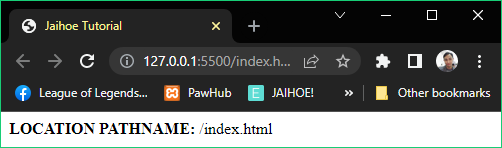 Jaihoe Tutorial
127.0.0.1:5500/index.h...
League of Legends... PawHub JAIHOE! » Other bookmarks
LOCATION PATHNAME: /index.html